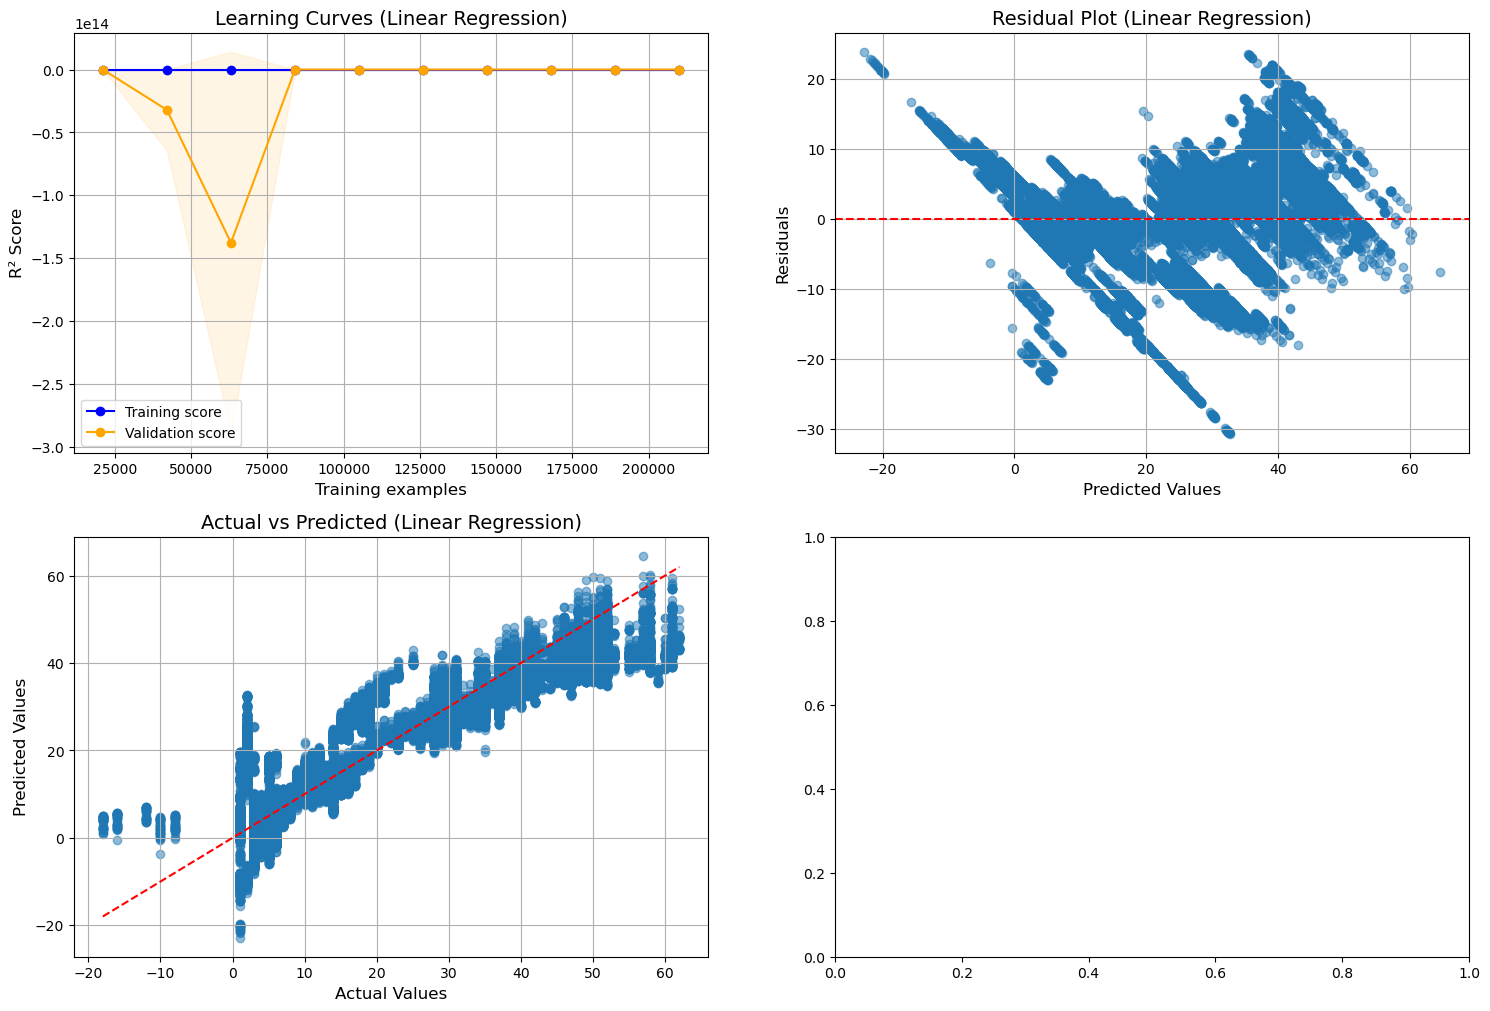 Learning Curves (Linear Regression)
1e14
0.0
−0.5
−1.0
−1.5
−2.0
−2.5
−3.0
R² Score
Training score
Validation score
25000 50000 75000 100000 125000 150000 175000 200000
Training examples
Residual Plot (Linear Regression)
20
10
0
−10
−20
−30
Residuals
−20 0 20 40 60
Predicted Values
Actual vs Predicted (Linear Regression)
60
40
20
0
−20
Predicted Values
−20 −10 0 10 20 30 40 50 60
Actual Values
1.0
0.8
0.6
0.4
0.2
0.0
0.0 0.2 0.4 0.6 0.8 1.0